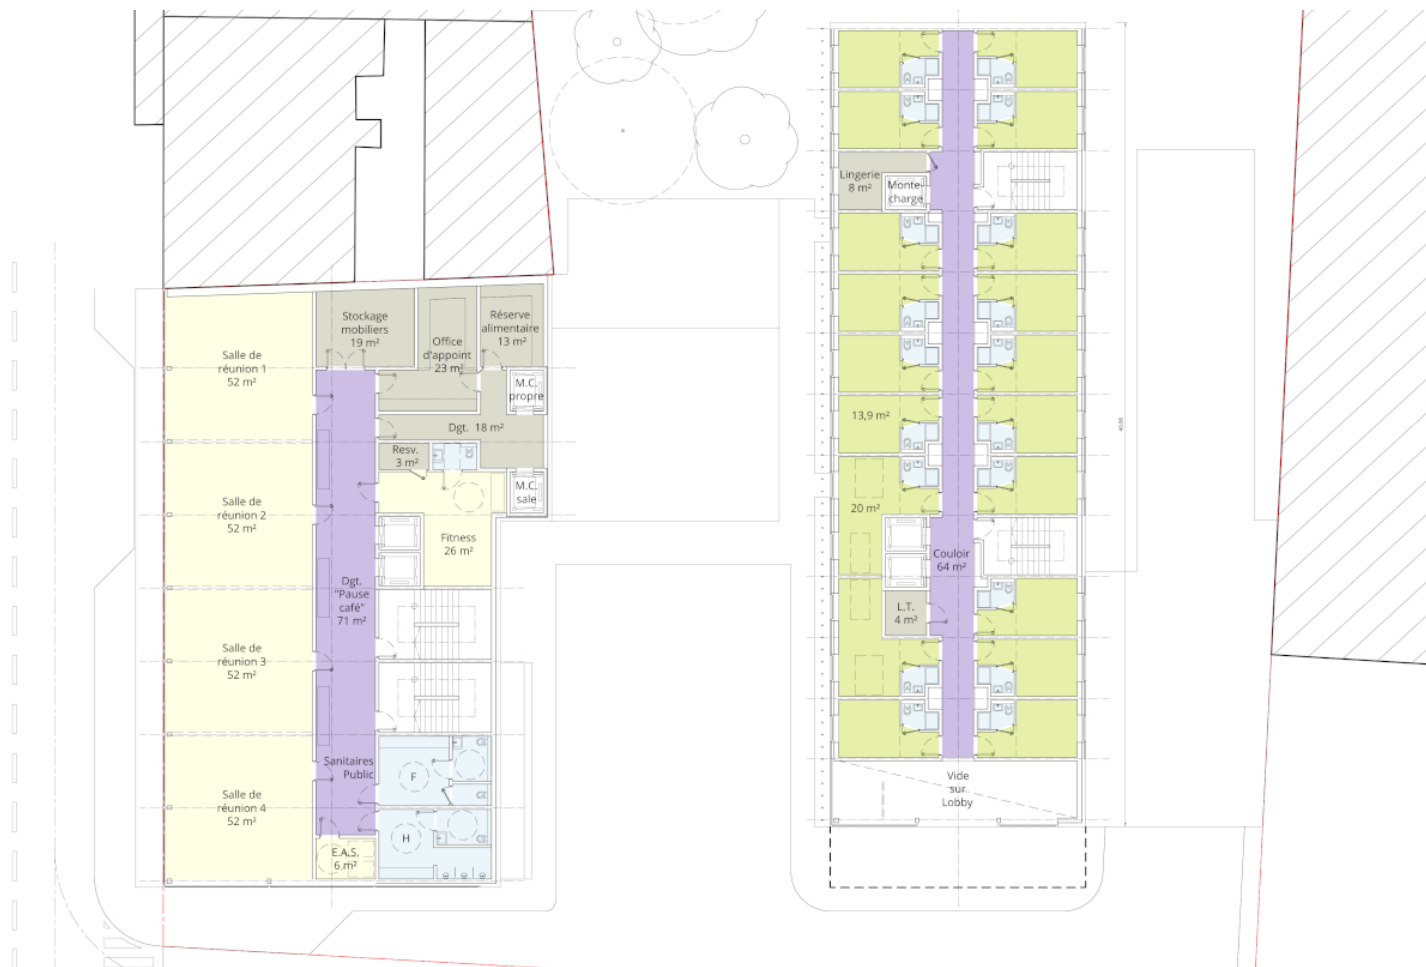 Stockage
mobiliers
19 m²
Office
d'appoint
23 m²
Réserve
alimentaire
13 m²
Salle de
réunion 1
52 m²
M.C.
propre
Dgt. 18 m²
Resv.
3 m²
M.C.
sale
Salle de
réunion 2
52 m²
Fitness
26 m²
Dgt.
"Pause
café"
71 m²
Salle de
réunion 3
52 m²
Sanitaires
Public
F
Salle de
réunion 4
52 m²
H
E.A.S.
6 m²
Lingerie
8 m²
Monte
charge
13,9 m²
20 m²
Couloir
64 m²
L.T.
4 m²
Vide
sur
Lobby